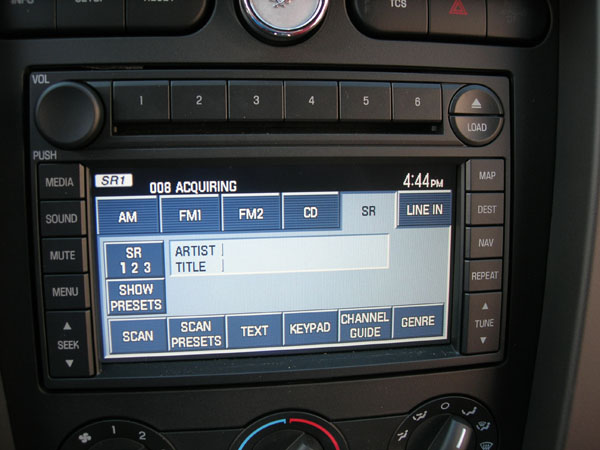 RESET
TCS
VOL
1 2 3 4 5 6
LOAD
PUSH
MEDIA
SOUND
MUTE
MENU
SEEK
MAP
DEST
NAV
REPEAT
TUNE
SR1 008 ACQUIRING 4:44PM
AM FM1 FM2 CD SR LINE IN
SR
1 2 3
ARTIST
TITLE
SHOW
PRESETS
SCAN
SCAN
PRESETS
TEXT
KEYPAD
CHANNEL
GUIDE
GENRE
1 2